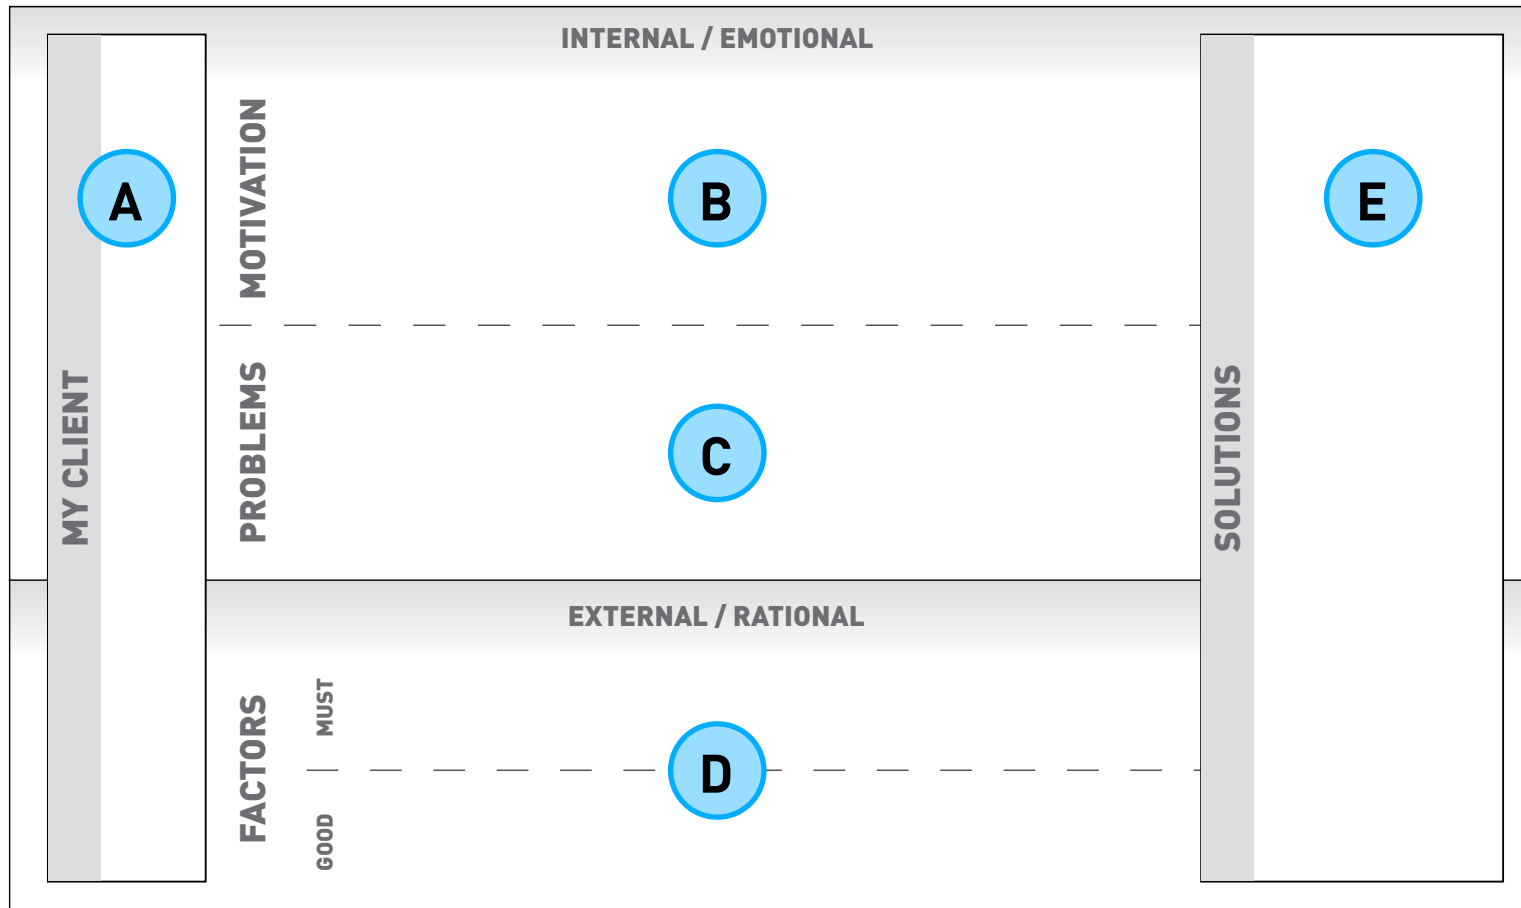 INTERNAL / EMOTIONAL
MY CLIENT
A
MOTIVATION
B
PROBLEMS
C
EXTERNAL / RATIONAL
FACTORS
MUST
GOOD
D
SOLUTIONS
E